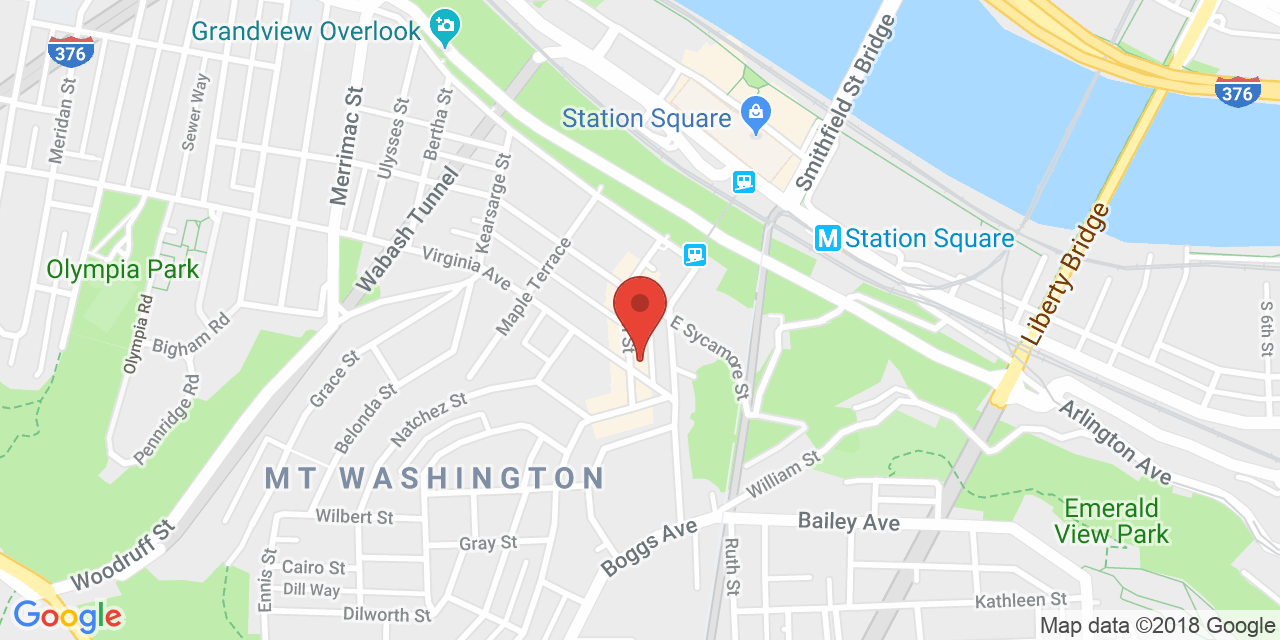 Grandview Overlook
376
Meridan St
Sewer Way
Merrimac St
Ulysses St
Bertha St
Station Square
Smithfield St Bridge
376
Kearsarge St
Wabash Tunnel
Virginia Ave
Maple Terrace
M Station Square
Liberty Bridge
Olympia Park
Olympia Rd
Bigham Rd
Pennridge Rd
Grace St
Belonda St
Natchez St
St
E Sycamore St
S 6th St
Arlington Ave
MT WASHINGTON
William St
Emerald
View Park
Bailey Ave
Wilbert St
Gray St
Boggs Ave
Ruth St
Woodruff St
Ennis St
Cairo St
Dill Way
Dilworth St
Kathleen St
Google
Map data ©2018 Google